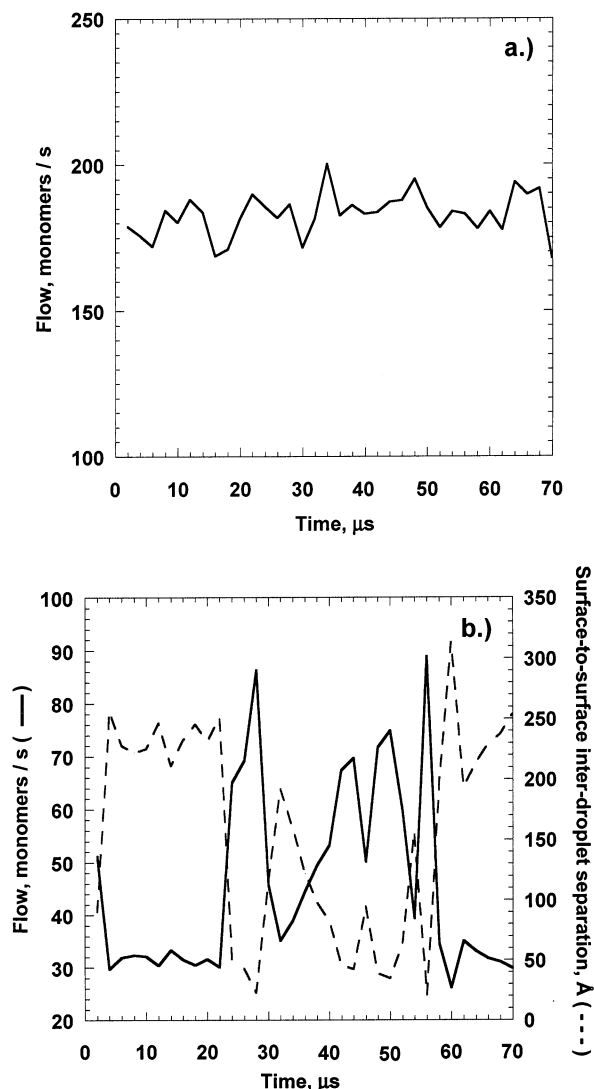 a.)
250
200
150
100
Flow, monomers / s
0 10 20 30 40 50 60 70
Time, μs
b.)
100
90
80
70
60
50
40
30
20
Flow, monomers / s ( — )
350
300
250
200
150
100
50
0
Surface-to-surface inter-droplet separation, Å ( --- )
0 10 20 30 40 50 60 70
Time, μs